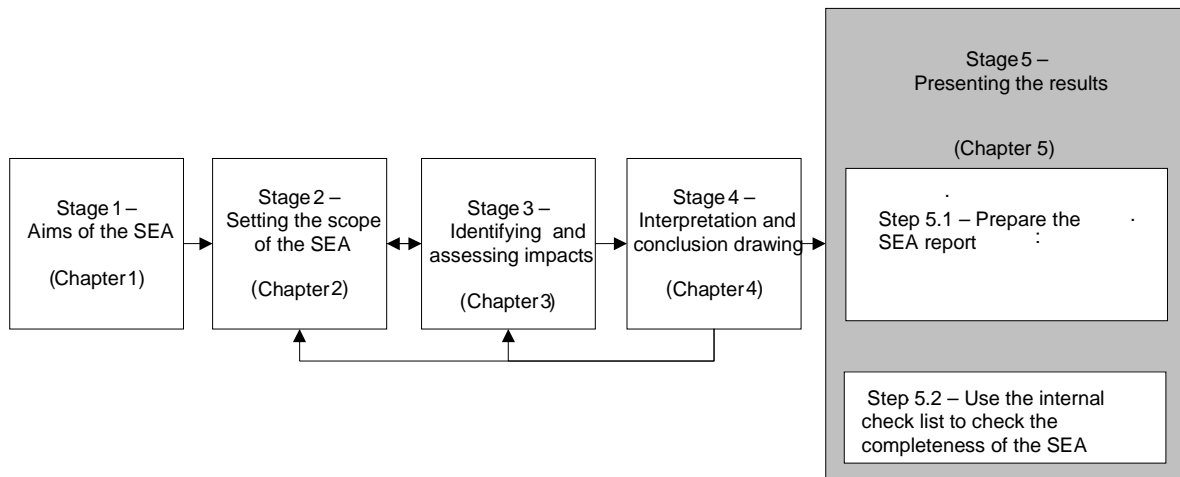 Stage 1 –
Aims of the SEA
(Chapter 1)
Stage 2 –
Setting the scope
of the SEA
(Chapter 2)
Stage 3 –
Identifying and
assessing impacts
(Chapter 3)
Stage 4 –
Interpretation and
conclusion drawing
(Chapter 4)
Stage 5 –
Presenting the results
(Chapter 5)
Step 5.1 – Prepare the
SEA report
Step 5.2 – Use the internal
check list to check the
completeness of the SEA